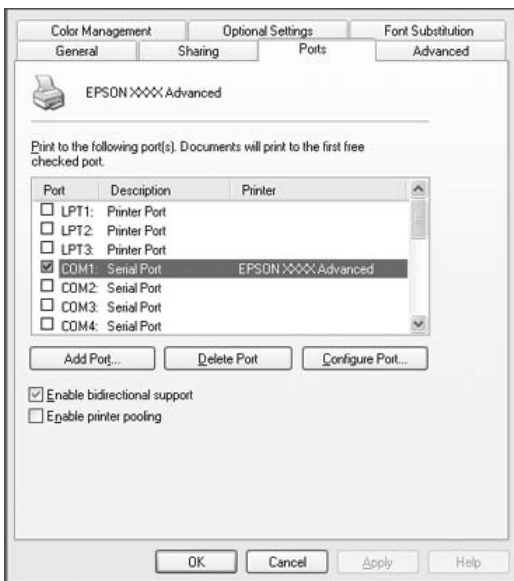 Color Management Optional Settings Font Substitution
General Sharing Ports Advanced
EPSON XXXX Advanced
Print to the following port(s). Documents will print to the first free
checked port.
Port Description Printer
LPT1: Printer Port
LPT2: Printer Port
LPT3: Printer Port
COM1: Serial Port EPSON XXXX Advanced
COM2: Serial Port
COM3: Serial Port
COM4: Serial Port
Add Port... Delete Port Configure Port...
Enable bidirectional support
Enable printer pooling
OK Cancel Apply Help